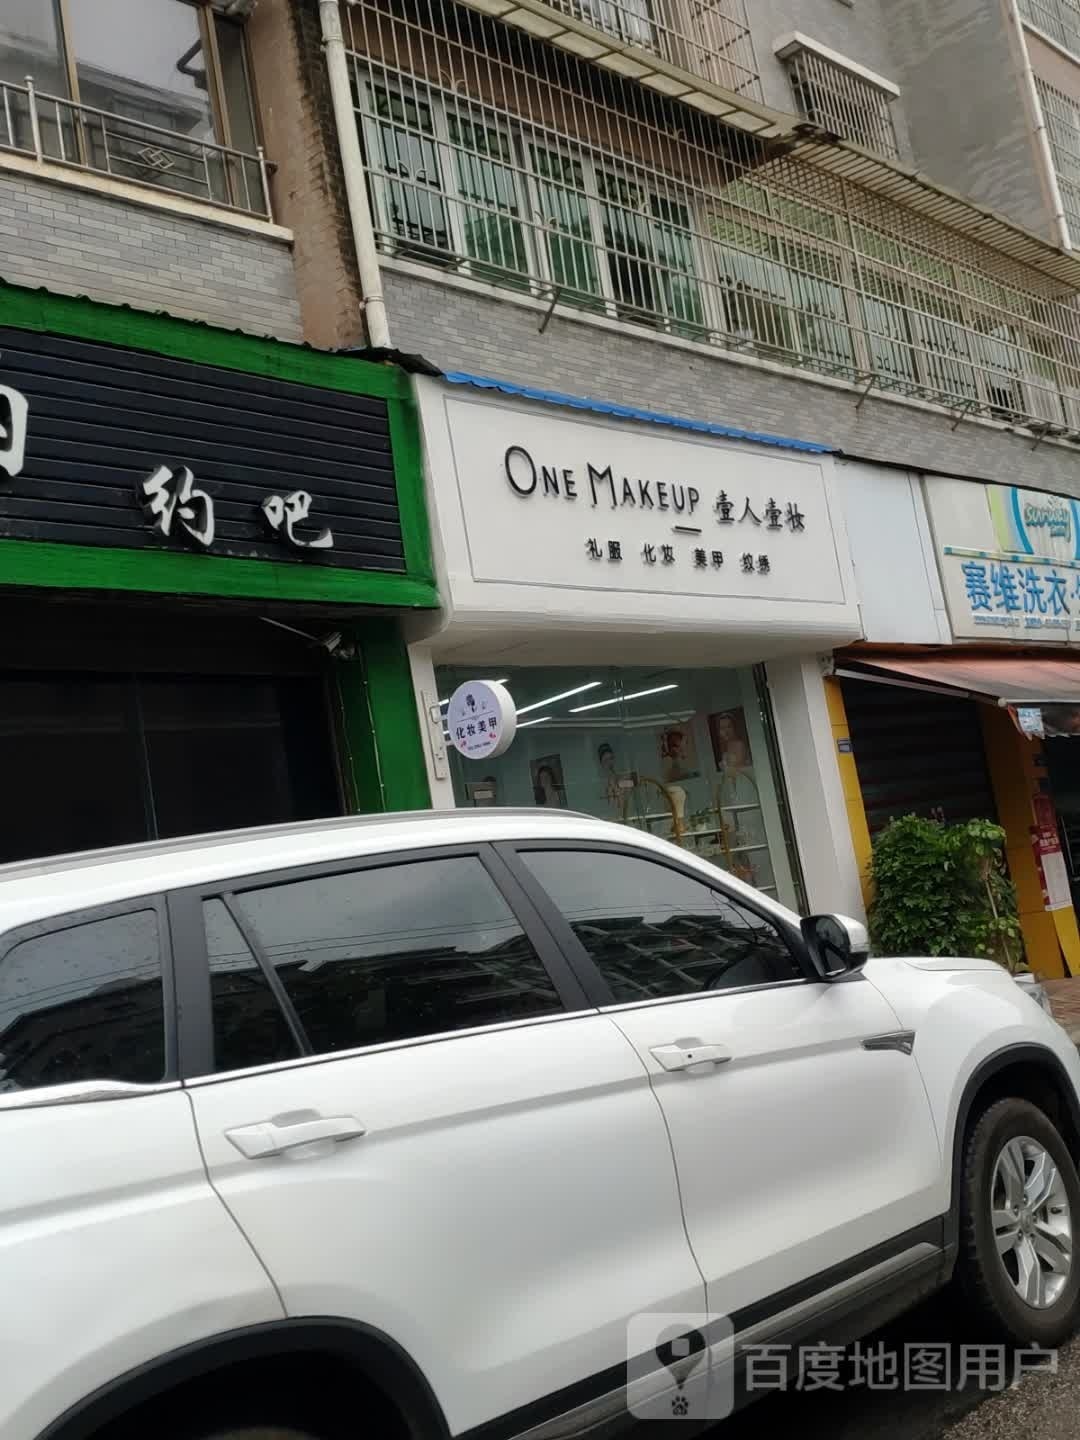 约吧
ONE MAKEUP 壹人壹妆
礼服 化妆 美甲 纹绣
化妆美甲
赛维洗衣
百度地图用户